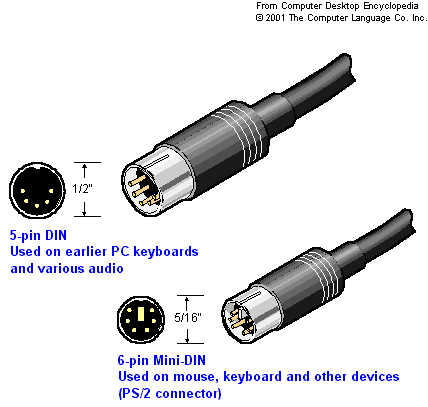 From Computer Desktop Encyclopedia
© 2001 The Computer Language Co. Inc.
1/2"
5-pin DIN
Used on earlier PC keyboards
and various audio
5/16"
6-pin Mini-DIN
Used on mouse, keyboard and other devices
(PS/2 connector)